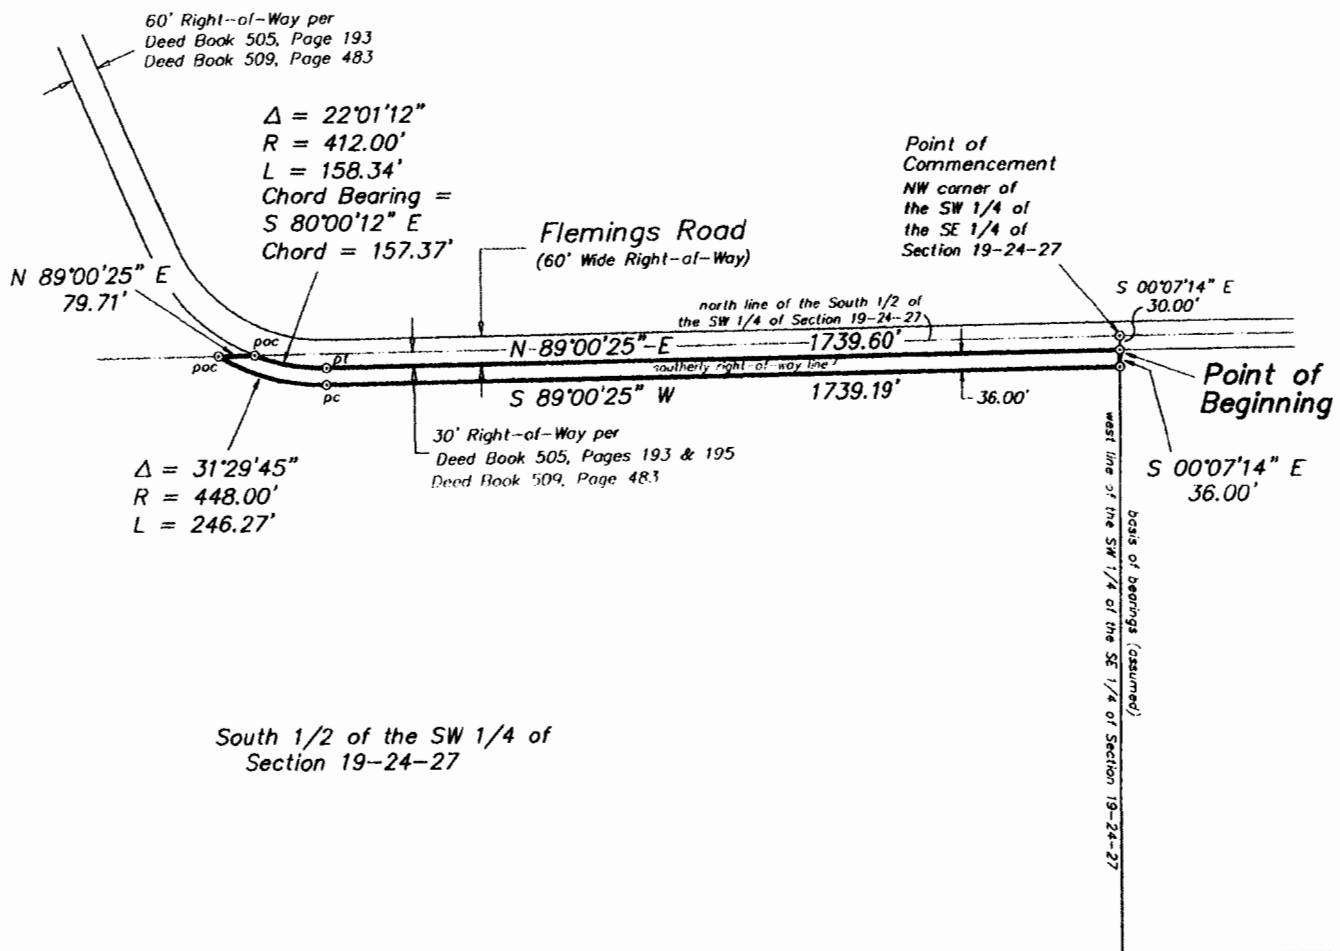 60' Right-of-Way per
Deed Book 505, Page 193
Deed Book 509, Page 483
Δ = 22°01'12"
R = 412.00'
L = 158.34'
Chord Bearing =
S 80°00'12" E
Chord = 157.37'
N 89°00'25" E
79.71'
Flemings Road
(60' Wide Right-of-Way)
Point of
Commencement
NW corner of
the SW 1/4 of
the SE 1/4 of
Section 19-24-27
S 00°07'14" E
30.00'
north line of the South 1/2 of
the SW 1/4 of Section 19-24-27
poc
poc
pt
pc
N 89°00'25" E 1739.60'
southerly right-of-way line
S 89°00'25" W 1739.19'
36.00'
Point of
Beginning
S 00°07'14" E
36.00'
30' Right-of-Way per
Deed Book 505, Pages 193 & 195
Deed Book 509, Page 483
Δ = 31°29'45"
R = 448.00'
L = 246.27'
west line of the SW 1/4 of the SE 1/4 of Section 19-24-27
basis of bearings (assumed)
South 1/2 of the SW 1/4 of
Section 19-24-27